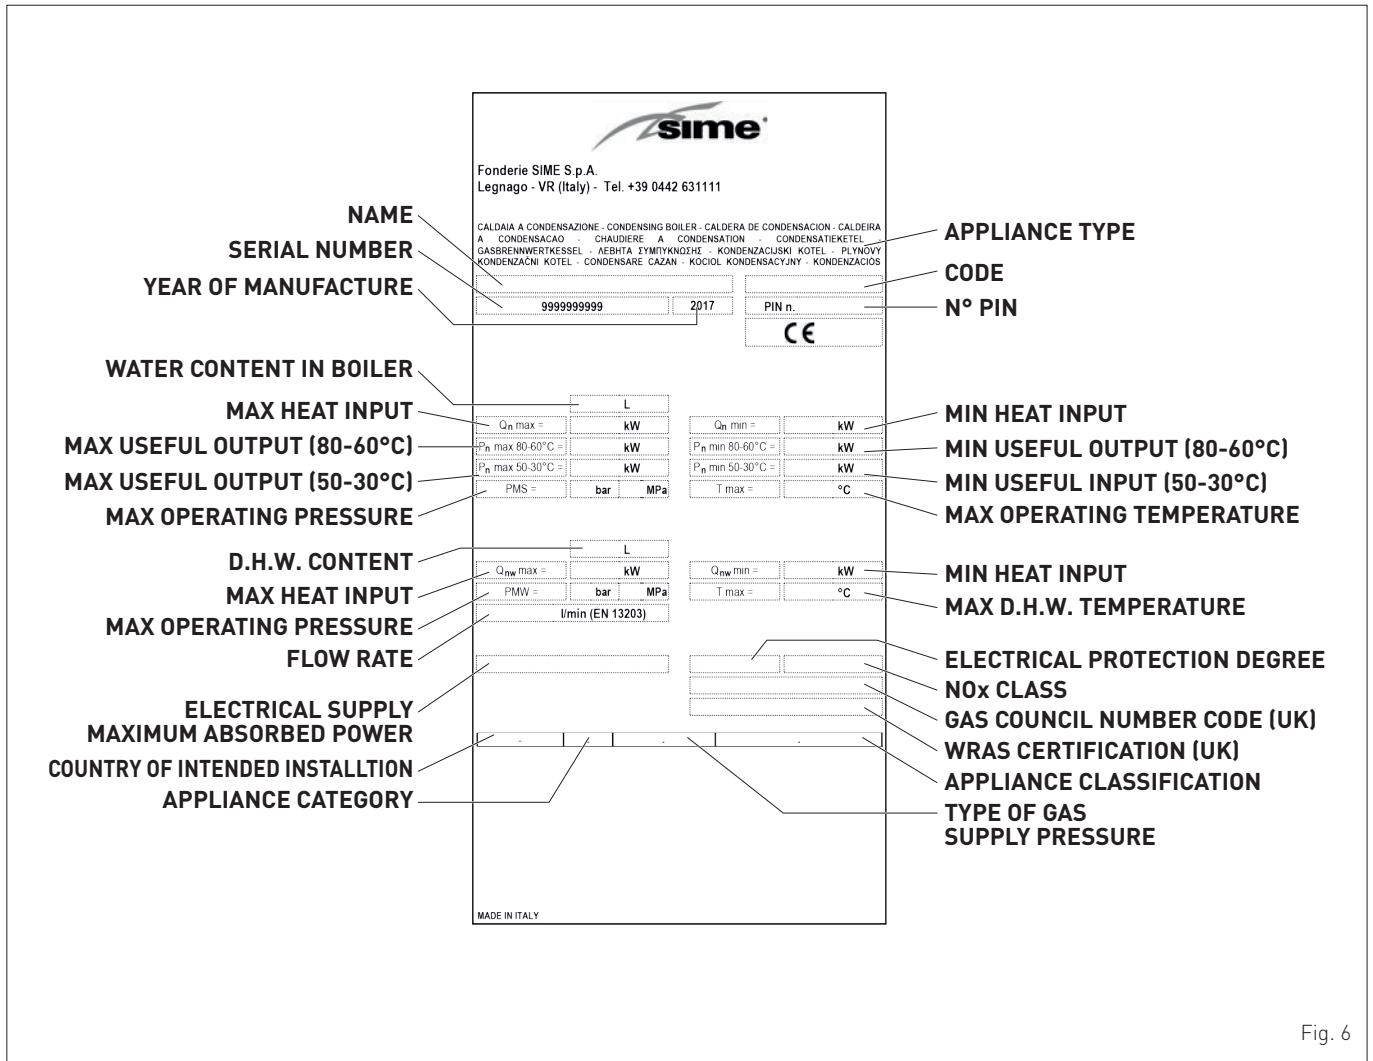 sime
Fonderie SIME S.p.A.
Legnago - VR (Italy) - Tel. +39 0442 631111
CALDAIA A CONDENSAZIONE - CONDENSING BOILER - CALDERA DE CONDENSACION - CALDEIRA
A CONDENSACAO - CHAUDIERE A CONDENSATION - CONDENSATIEKETEL -
GASBRENNWERTKESSEL - ΛΕΒΗΤΑ ΣΥΜΠΥΚΝΩΣΗΣ - KONDENZACIJSKI KOTEL - PLYNOVÝ
KONDENZAČNI KOTEL - CONDENSARE CAZAN - KOCIOL KONDENSACYJNY - KONDENZÁCIÓS
9999999999 2017 PIN n.
CE
L
Qn max = kW Qn min = kW
Pn max 80-60°C = kW Pn min 80-60°C = kW
Pn max 50-30°C = kW Pn min 50-30°C = kW
PMS = bar MPa T max = °C
L
Qnw max = kW Qnw min = kW
PMW = bar MPa T max = °C
l/min (EN 13203)
- - - -
MADE IN ITALY
NAME
SERIAL NUMBER
YEAR OF MANUFACTURE
WATER CONTENT IN BOILER
MAX HEAT INPUT
MAX USEFUL OUTPUT (80-60°C)
MAX USEFUL OUTPUT (50-30°C)
MAX OPERATING PRESSURE
D.H.W. CONTENT
MAX HEAT INPUT
MAX OPERATING PRESSURE
FLOW RATE
ELECTRICAL SUPPLY
MAXIMUM ABSORBED POWER
COUNTRY OF INTENDED INSTALLTION
APPLIANCE CATEGORY
APPLIANCE TYPE
CODE
N° PIN
MIN HEAT INPUT
MIN USEFUL OUTPUT (80-60°C)
MIN USEFUL INPUT (50-30°C)
MAX OPERATING TEMPERATURE
MIN HEAT INPUT
MAX D.H.W. TEMPERATURE
ELECTRICAL PROTECTION DEGREE
NOx CLASS
GAS COUNCIL NUMBER CODE (UK)
WRAS CERTIFICATION (UK)
APPLIANCE CLASSIFICATION
TYPE OF GAS
SUPPLY PRESSURE
Fig. 6